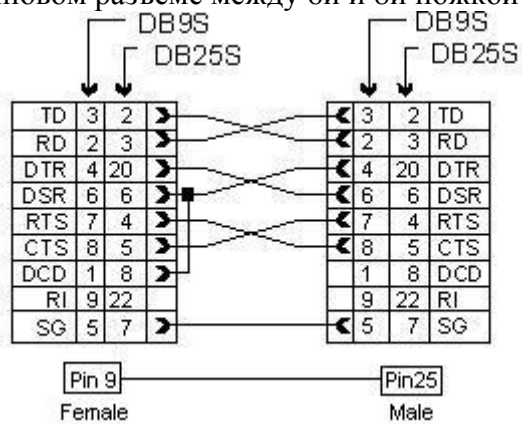 новом разъеме между
DB9S DB9S
DB25S DB25S
TD 3 2 3 2 TD
RD 2 3 2 3 RD
DTR 4 20 4 20 DTR
DSR 6 6 6 6 DSR
RTS 7 4 7 4 RTS
CTS 8 5 8 5 CTS
DCD 1 8 1 8 DCD
RI 9 22 9 22 RI
SG 5 7 5 7 SG
Pin 9 Pin25
Female Male